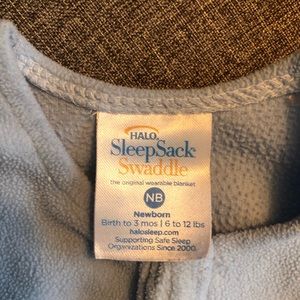 HALO
SleepSack
Swaddle
the original wearable blanket
NB
Newborn
Birth to 3 mos | 6 to 12 lbs
halosleep.com
Supporting Safe Sleep
Organizations Since 2000.